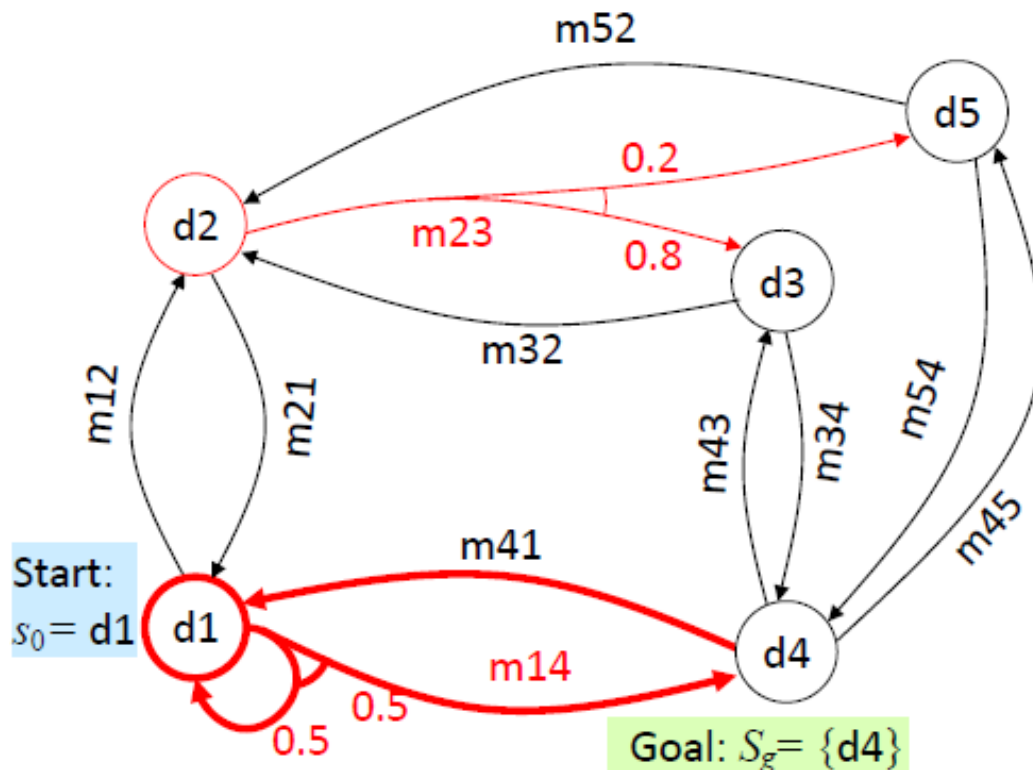 m52
d5
0.2
d2
m23
0.8
d3
m32
m12
m21
m43
m34
m54
m45
m41
Start:
s0 = d1
d1
m14
0.5
0.5
d4
Goal: Sg = {d4}